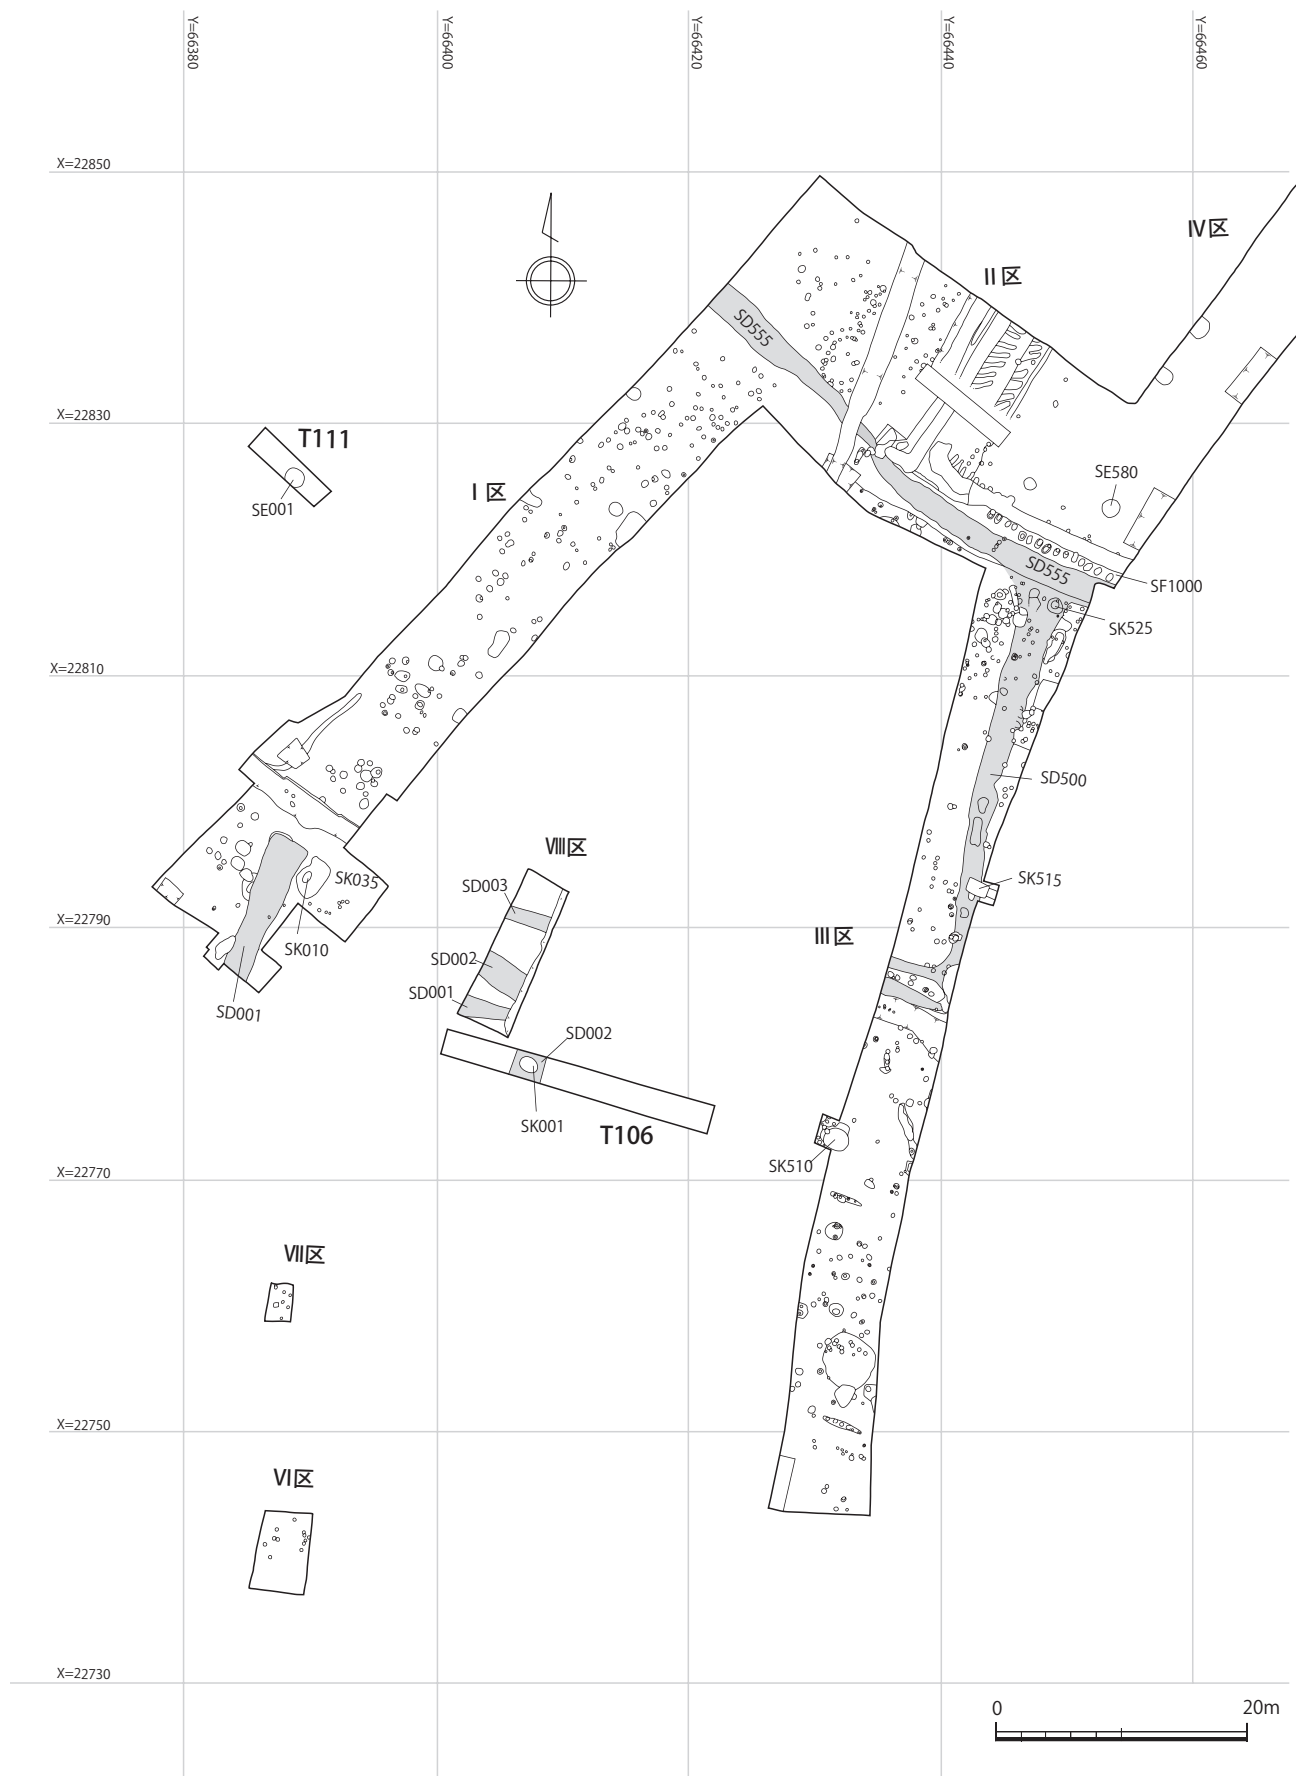 Y=66380
Y=66400
Y=66420
Y=66440
Y=66460
X=22850
Ⅳ区
Ⅱ区
SD555
X=22830
T111
SE001
Ⅰ区
SE580
SD555
SF1000
SK525
X=22810
SD500
Ⅷ区
SK035
SD003
SK515
X=22790
Ⅲ区
SK010
SD002
SD001
SD001
SD002
SK001
T106
SK510
X=22770
Ⅶ区
X=22750
Ⅵ区
X=22730
0
20m